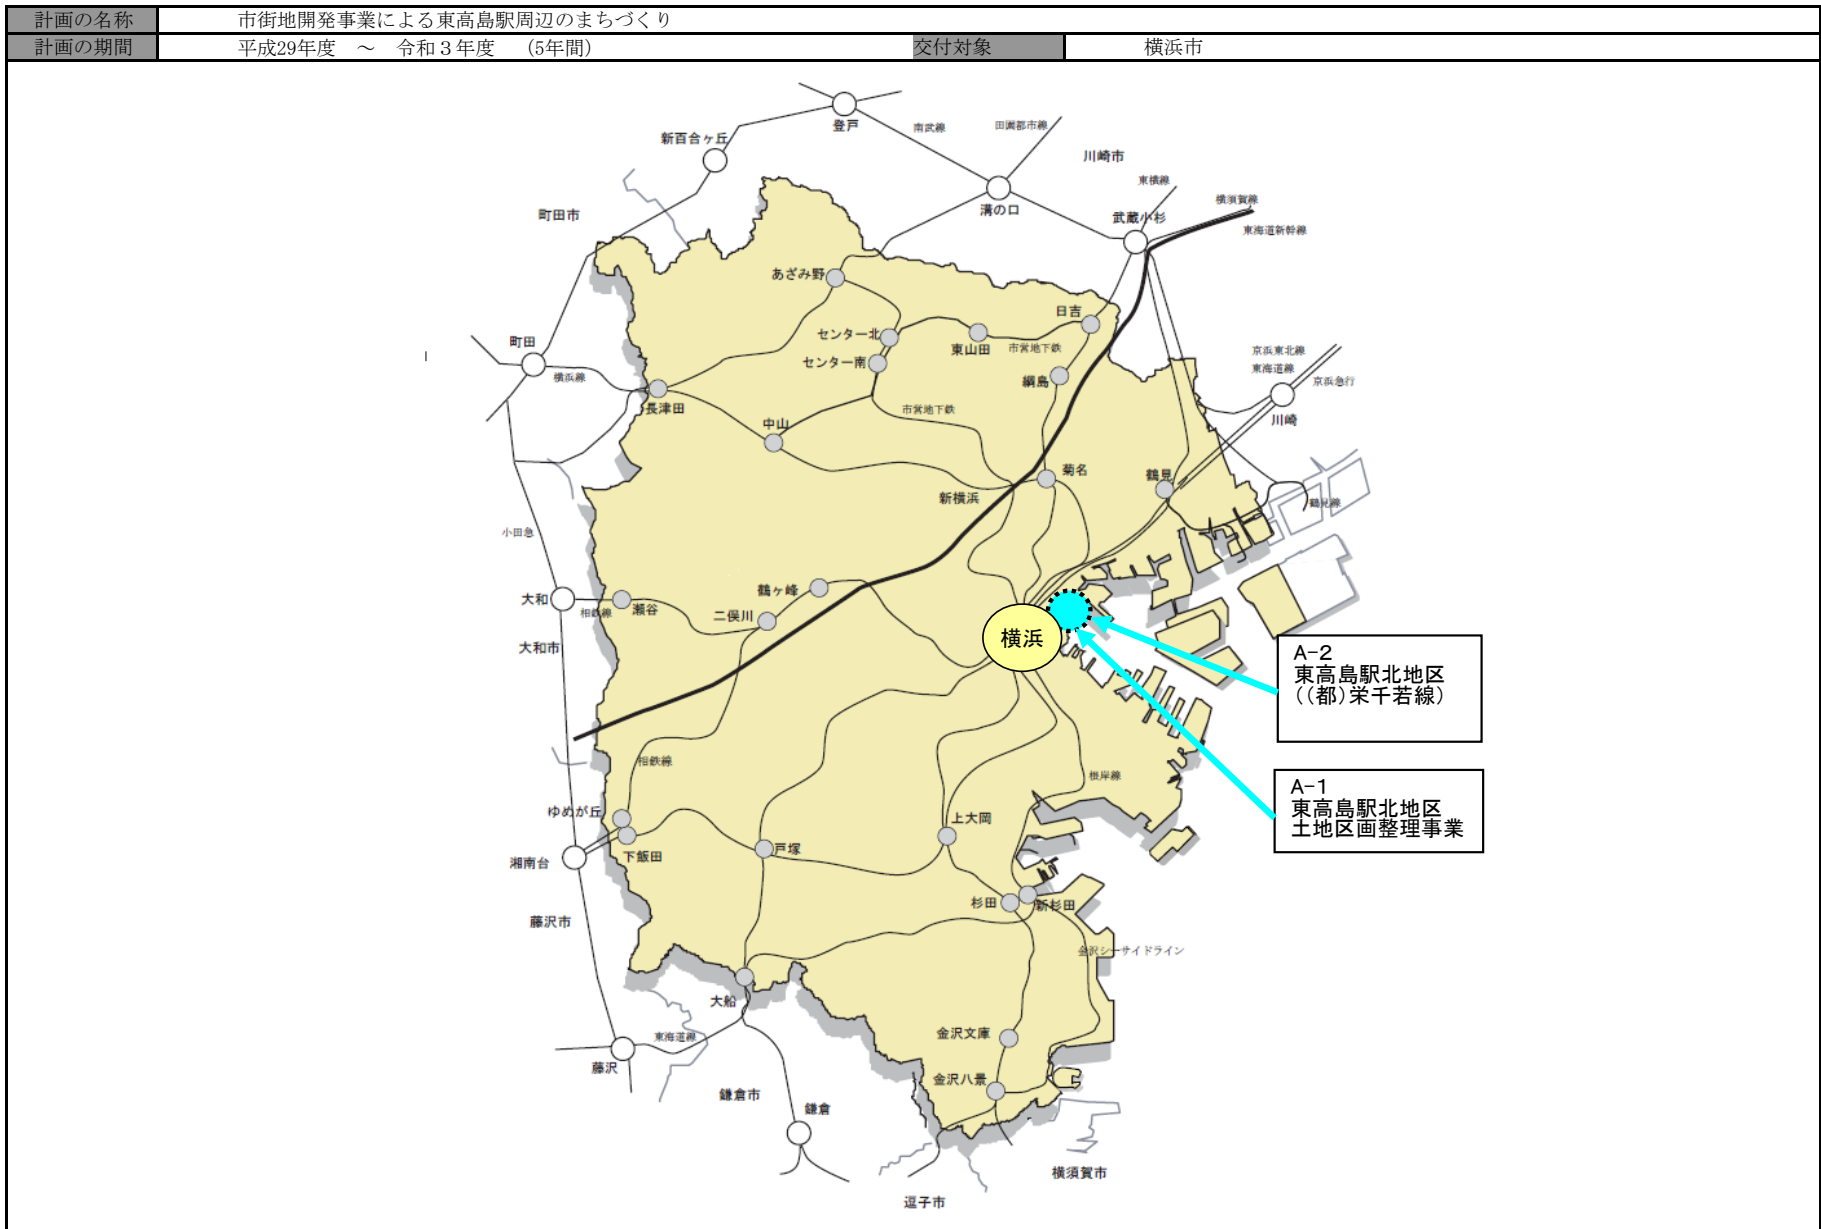 計画の名称 市街地開発事業による東高島駅周辺のまちづくり
計画の期間 平成29年度 ～ 令和３年度 （5年間） 交付対象 横浜市
登戸
南武線
田園都市線
新百合ヶ丘
川崎市
東横線
溝の口
横須賀線
町田市
武蔵小杉
東海道新幹線
あざみ野
日吉
センター北
東山田
市営地下鉄
町田
センター南
京浜東北線
東海道線
横浜線
綱島
京浜急行
長津田
市営地下鉄
川崎
中山
菊名
鶴見
新横浜
鶴見線
小田急
鶴ヶ峰
大和
相鉄線
瀬谷
二俣川
横浜
大和市
A-2
東高島駅北地区
((都)栄千若線)
相鉄線
根岸線
A-1
東高島駅北地区
土地区画整理事業
ゆめが丘
上大岡
湘南台
下飯田
戸塚
杉田
新杉田
藤沢市
金沢シーサイドライン
大船
東海道線
金沢文庫
藤沢
金沢八景
鎌倉市
鎌倉
横須賀市
逗子市